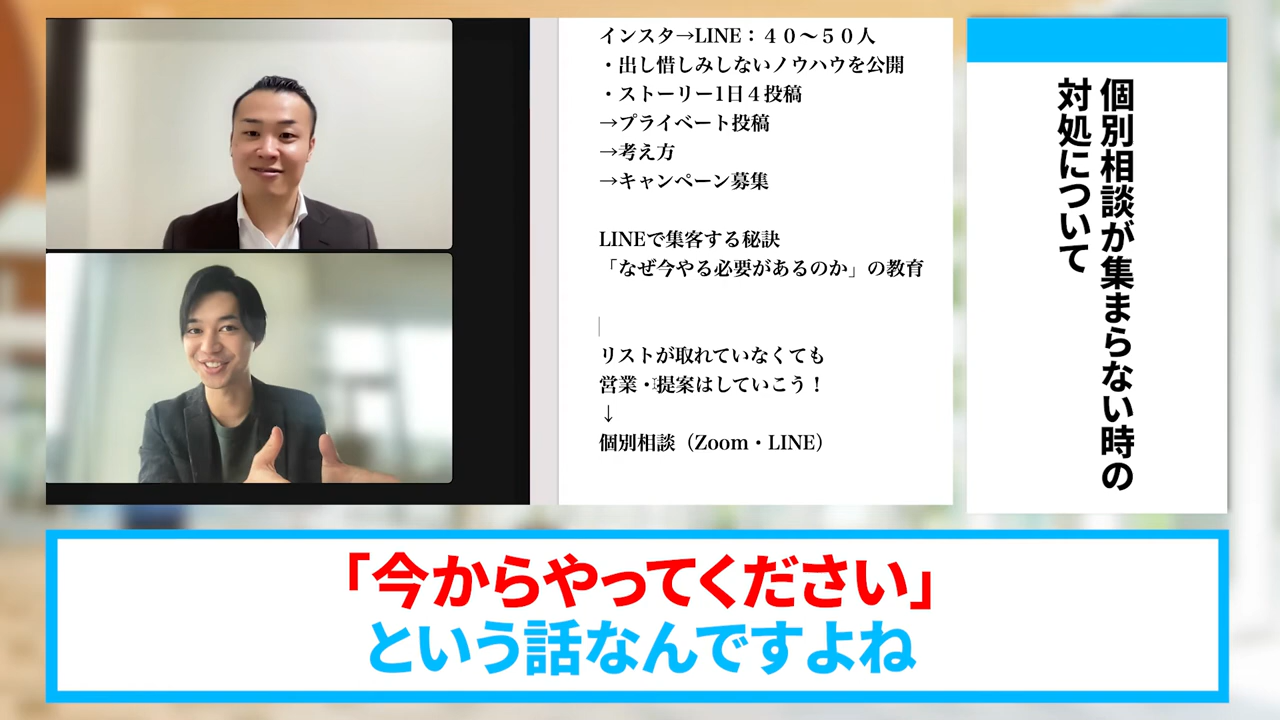 インスタ→LINE：４０〜５０人
・出し惜しみしないノウハウを公開
・ストーリー1日４投稿
→プライベート投稿
→考え方
→キャンペーン募集
LINEで集客する秘訣
「なぜ今やる必要があるのか」の教育
リストが取れていなくても
営業・提案はしていこう！
↓
個別相談（Zoom・LINE）
個別相談が集まらない時の
対処について
「今からやってください」
という話なんですよね